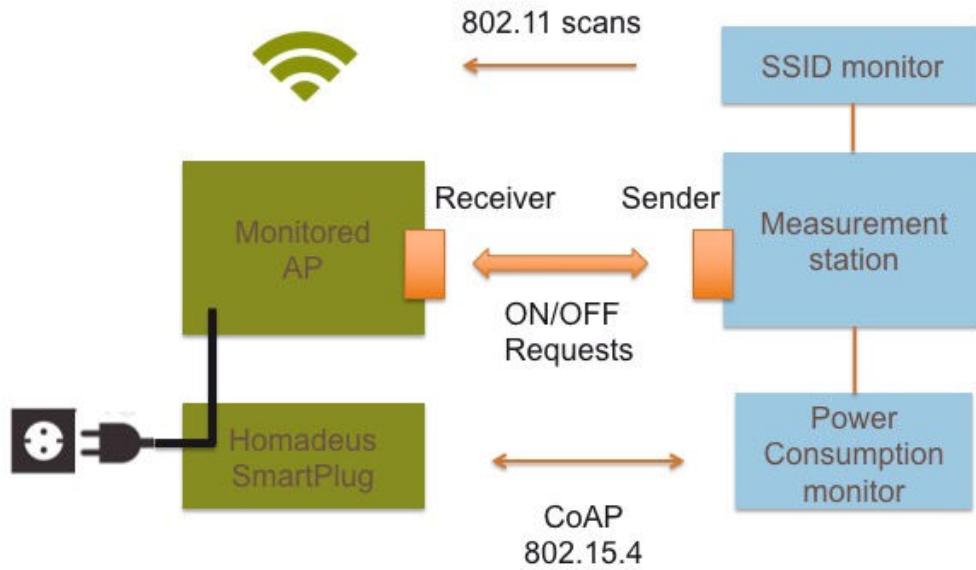 802.11 scans
SSID monitor
Receiver
Sender
Monitored
AP
Measurement
station
ON/OFF
Requests
Homadeus
SmartPlug
Power
Consumption
monitor
CoAP
802.15.4